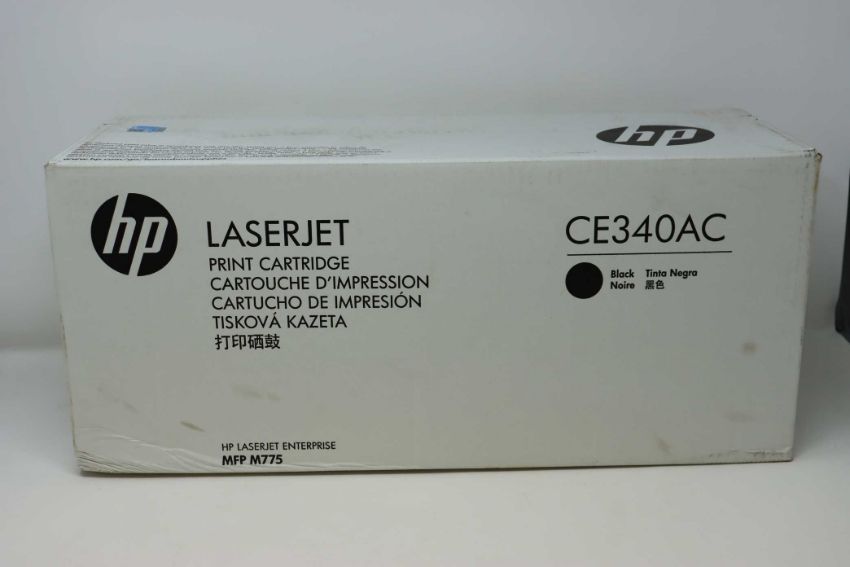 hp
hp
LASERJET
PRINT CARTRIDGE
CARTOUCHE D'IMPRESSION
CARTUCHO DE IMPRESIÓN
TISKOVÁ KAZETA
打印硒鼓
CE340AC
Black Tinta Negra
Noire 黑色
HP LASERJET ENTERPRISE
MFP M775